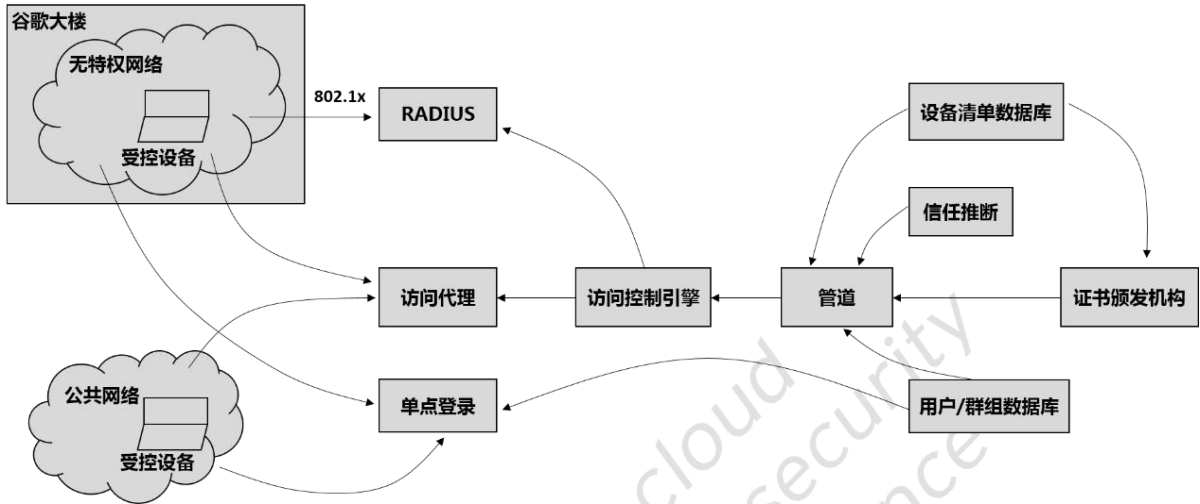 谷歌大楼
无特权网络
受控设备
802.1x
RADIUS
设备清单数据库
信任推断
访问代理
访问控制引擎
管道
证书颁发机构
公共网络
受控设备
单点登录
用户/群组数据库
cloud
security